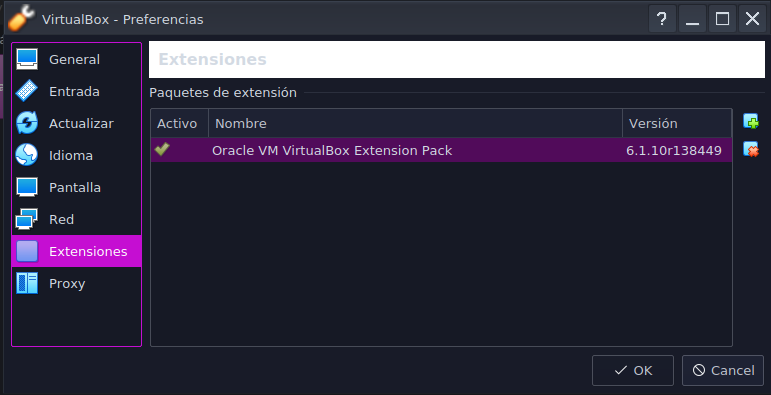 VirtualBox - Preferencias
?
General
Entrada
Actualizar
Idioma
Pantalla
Red
Extensiones
Proxy
Extensiones
Paquetes de extensión
Activo Nombre Versión
Oracle VM VirtualBox Extension Pack 6.1.10r138449
OK Cancel